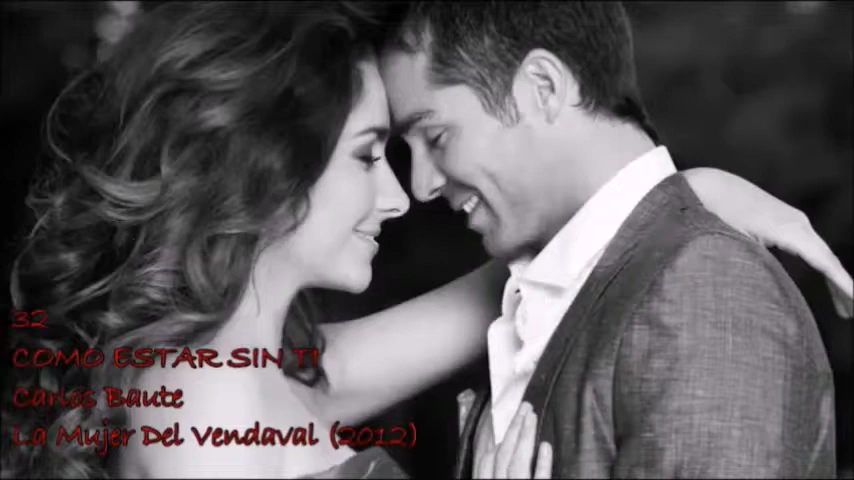 32
COMO ESTAR SIN TI
Carlos Baute
La Mujer Del Vendaval (2012)